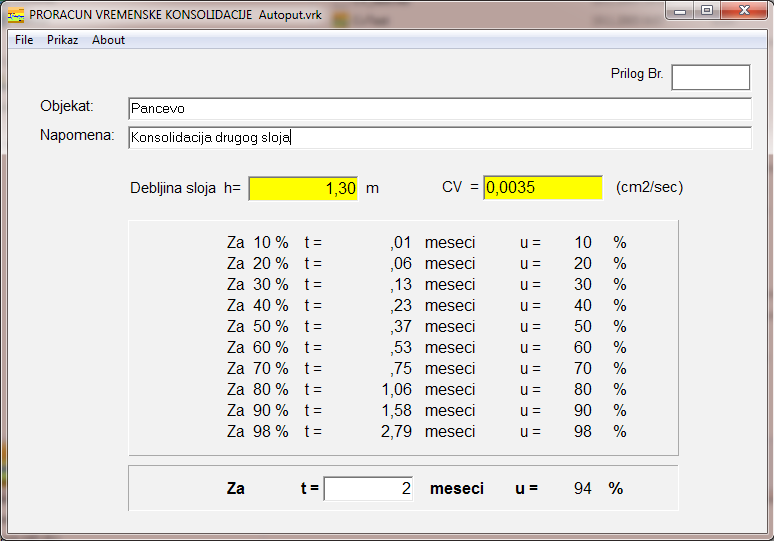 PRORACUN VREMENSKE KONSOLIDACIJE Autoput.vrk
File Prikaz About
Prilog Br.
Objekat: Pancevo
Napomena: Konsolidacija drugog sloja
Debljina sloja h= 1,30 m CV = 0,0035 (cm2/sec)
Za 10 % t = ,01 meseci u = 10 %
Za 20 % t = ,06 meseci u = 20 %
Za 30 % t = ,13 meseci u = 30 %
Za 40 % t = ,23 meseci u = 40 %
Za 50 % t = ,37 meseci u = 50 %
Za 60 % t = ,53 meseci u = 60 %
Za 70 % t = ,75 meseci u = 70 %
Za 80 % t = 1,06 meseci u = 80 %
Za 90 % t = 1,58 meseci u = 90 %
Za 98 % t = 2,79 meseci u = 98 %
Za t = 2 meseci u = 94 %